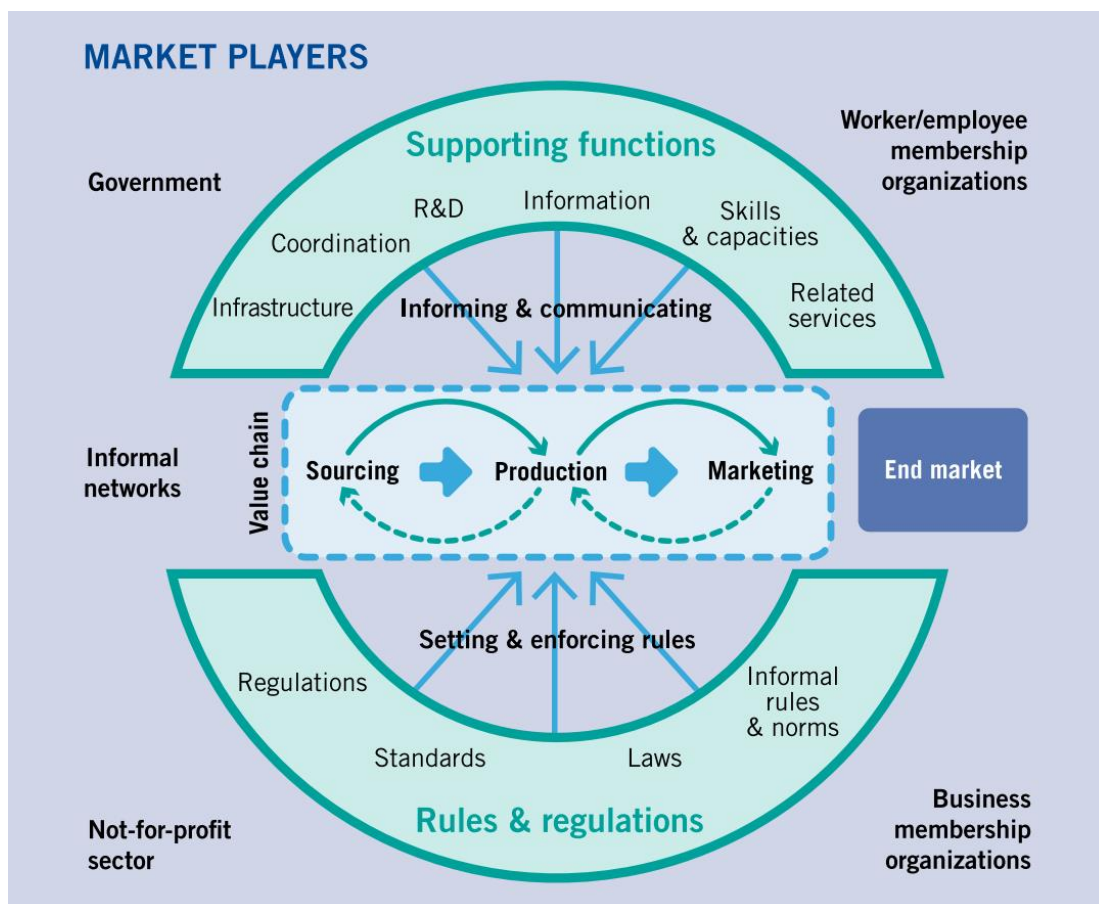 MARKET PLAYERS
Government
Worker/employee
membership
organizations
Supporting functions
R&D
Information
Coordination
Skills
& capacities
Infrastructure
Related
services
Informing & communicating
Informal
networks
Value chain
Sourcing
Production
Marketing
End market
Setting & enforcing rules
Regulations
Informal
rules
& norms
Standards
Laws
Rules & regulations
Not-for-profit
sector
Business
membership
organizations